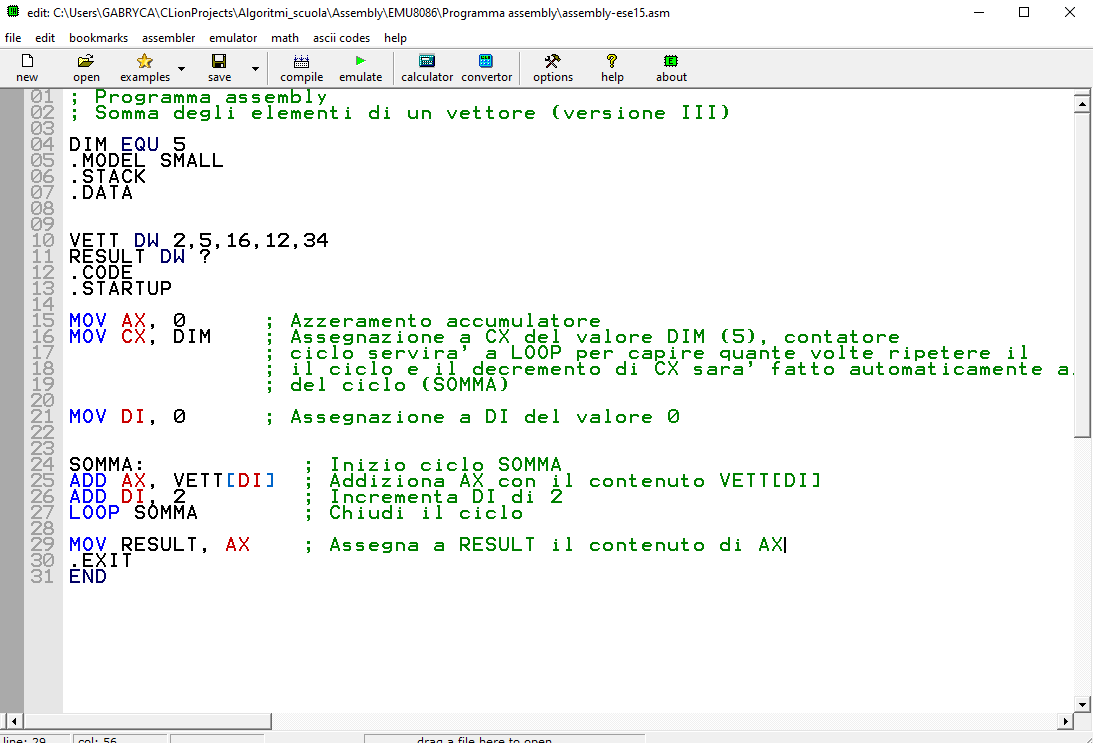 edit: C:\Users\GABRYCA\CLionProjects\Algoritmi_scuola\Assembly\EMU8086\Programma assembly\assembly-ese15.asm
file edit bookmarks assembler emulator math ascii codes help
new open examples save compile emulate calculator convertor options help about
01 ; Programma assembly
02 ; Somma degli elementi di un vettore (versione III)
03
04 DIM EQU 5
05 .MODEL SMALL
06 .STACK
07 .DATA
08
09
10 VETT DW 2,5,16,12,34
11 RESULT DW ?
12 .CODE
13 .STARTUP
14
15 MOV AX, 0 ; Azzeramento accumulatore
16 MOV CX, DIM ; Assegnazione a CX del valore DIM (5), contatore
17 ; ciclo servira' a LOOP per capire quante volte ripetere il
18 ; il ciclo e il decremento di CX sara' fatto automaticamente
19 ; del ciclo (SOMMA)
20
21 MOV DI, 0 ; Assegnazione a DI del valore 0
22
23
24 SOMMA: ; Inizio ciclo SOMMA
25 ADD AX, VETT[DI] ; Addiziona AX con il contenuto VETT[DI]
26 ADD DI, 2 ; Incrementa DI di 2
27 LOOP SOMMA ; Chiudi il ciclo
28
29 MOV RESULT, AX ; Assegna a RESULT il contenuto di AX
30 .EXIT
31 END
line: 29 col: 56 drag a file here to open